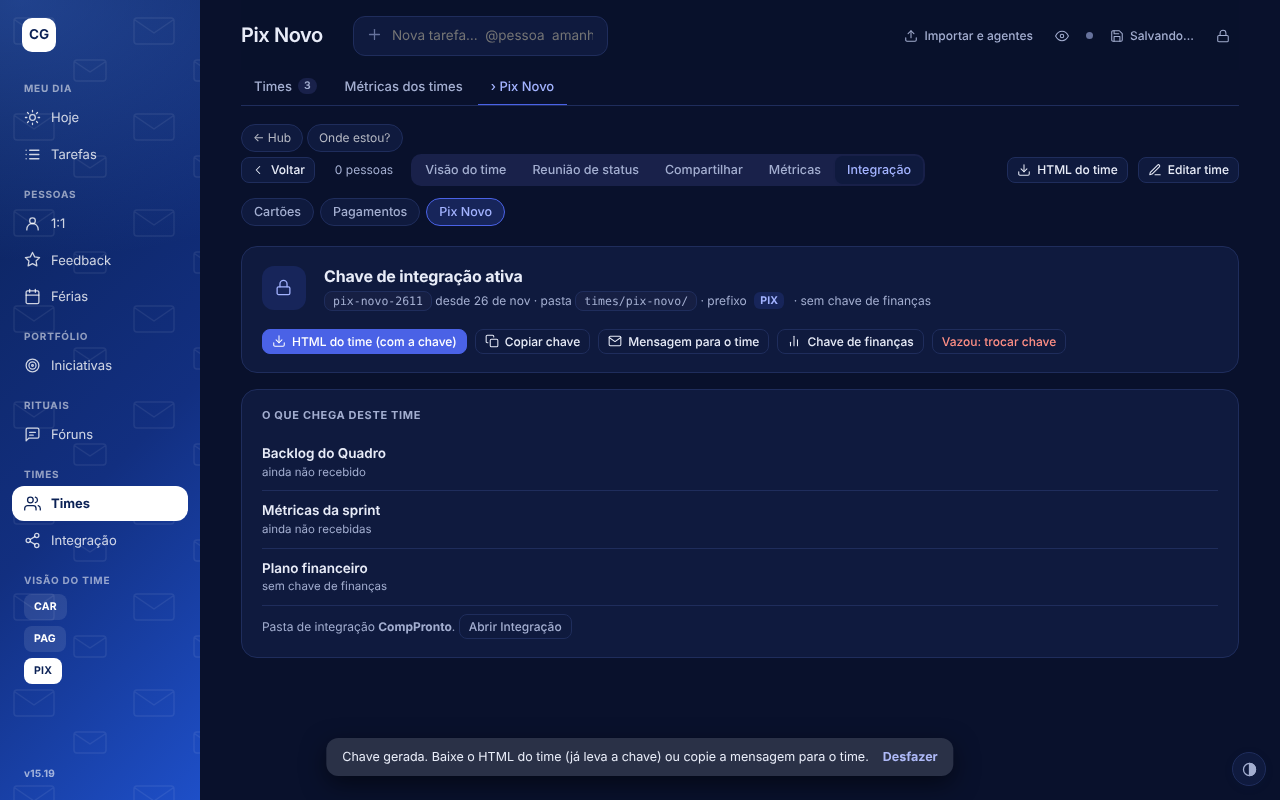 CG
MEU DIA
Hoje
Tarefas
PESSOAS
1:1
Feedback
Férias
PORTFÓLIO
Iniciativas
RITUAIS
Fóruns
TIMES
Times
Integração
VISÃO DO TIME
CAR
PAG
PIX
v15.19
Pix Novo
Nova tarefa... @pessoa amanh
Importar e agentes
Salvando...
Times 3
Métricas dos times
› Pix Novo
← Hub
Onde estou?
Voltar
0 pessoas
Visão do time
Reunião de status
Compartilhar
Métricas
Integração
HTML do time
Editar time
Cartões
Pagamentos
Pix Novo
Chave de integração ativa
pix-novo-2611 desde 26 de nov · pasta times/pix-novo/ · prefixo PIX · sem chave de finanças
HTML do time (com a chave)
Copiar chave
Mensagem para o time
Chave de finanças
Vazou: trocar chave
O QUE CHEGA DESTE TIME
Backlog do Quadro
ainda não recebido
Métricas da sprint
ainda não recebidas
Plano financeiro
sem chave de finanças
Pasta de integração CompPronto. Abrir Integração
Chave gerada. Baixe o HTML do time (já leva a chave) ou copie a mensagem para o time. Desfazer